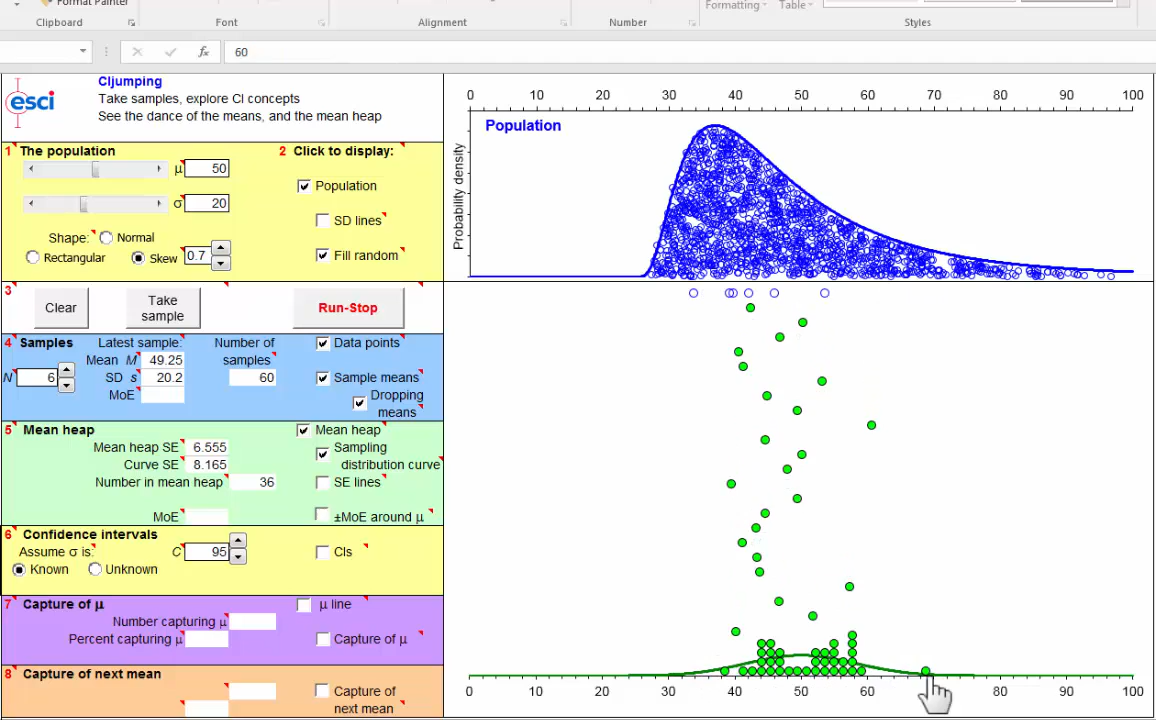 Format Painter
Formatting
Table
Clipboard
Font
Alignment
Number
Styles
fx
60
esci
CIjumping
Take samples, explore CI concepts
See the dance of the means, and the mean heap
1 The population
2 Click to display:
µ 50
Population
σ 20
SD lines
Shape:
Normal
Rectangular
Skew
0.7
Fill random
3
Clear
Take
sample
Run-Stop
4 Samples
Latest sample:
Number of
samples
Data points
Mean M 49.25
N 6
SD s 20.2
60
Sample means
MoE
Dropping
means
5 Mean heap
Mean heap
Mean heap SE 6.555
Sampling
distribution curve
Curve SE 8.165
Number in mean heap 36
SE lines
MoE
±MoE around µ
6 Confidence intervals
Assume σ is:
C 95
CIs
Known
Unknown
7 Capture of µ
µ line
Number capturing µ
Percent capturing µ
Capture of µ
8 Capture of next mean
Capture of
next mean
0 10 20 30 40 50 60 70 80 90 100
Population
Probability density
0 10 20 30 40 50 60 70 80 90 100